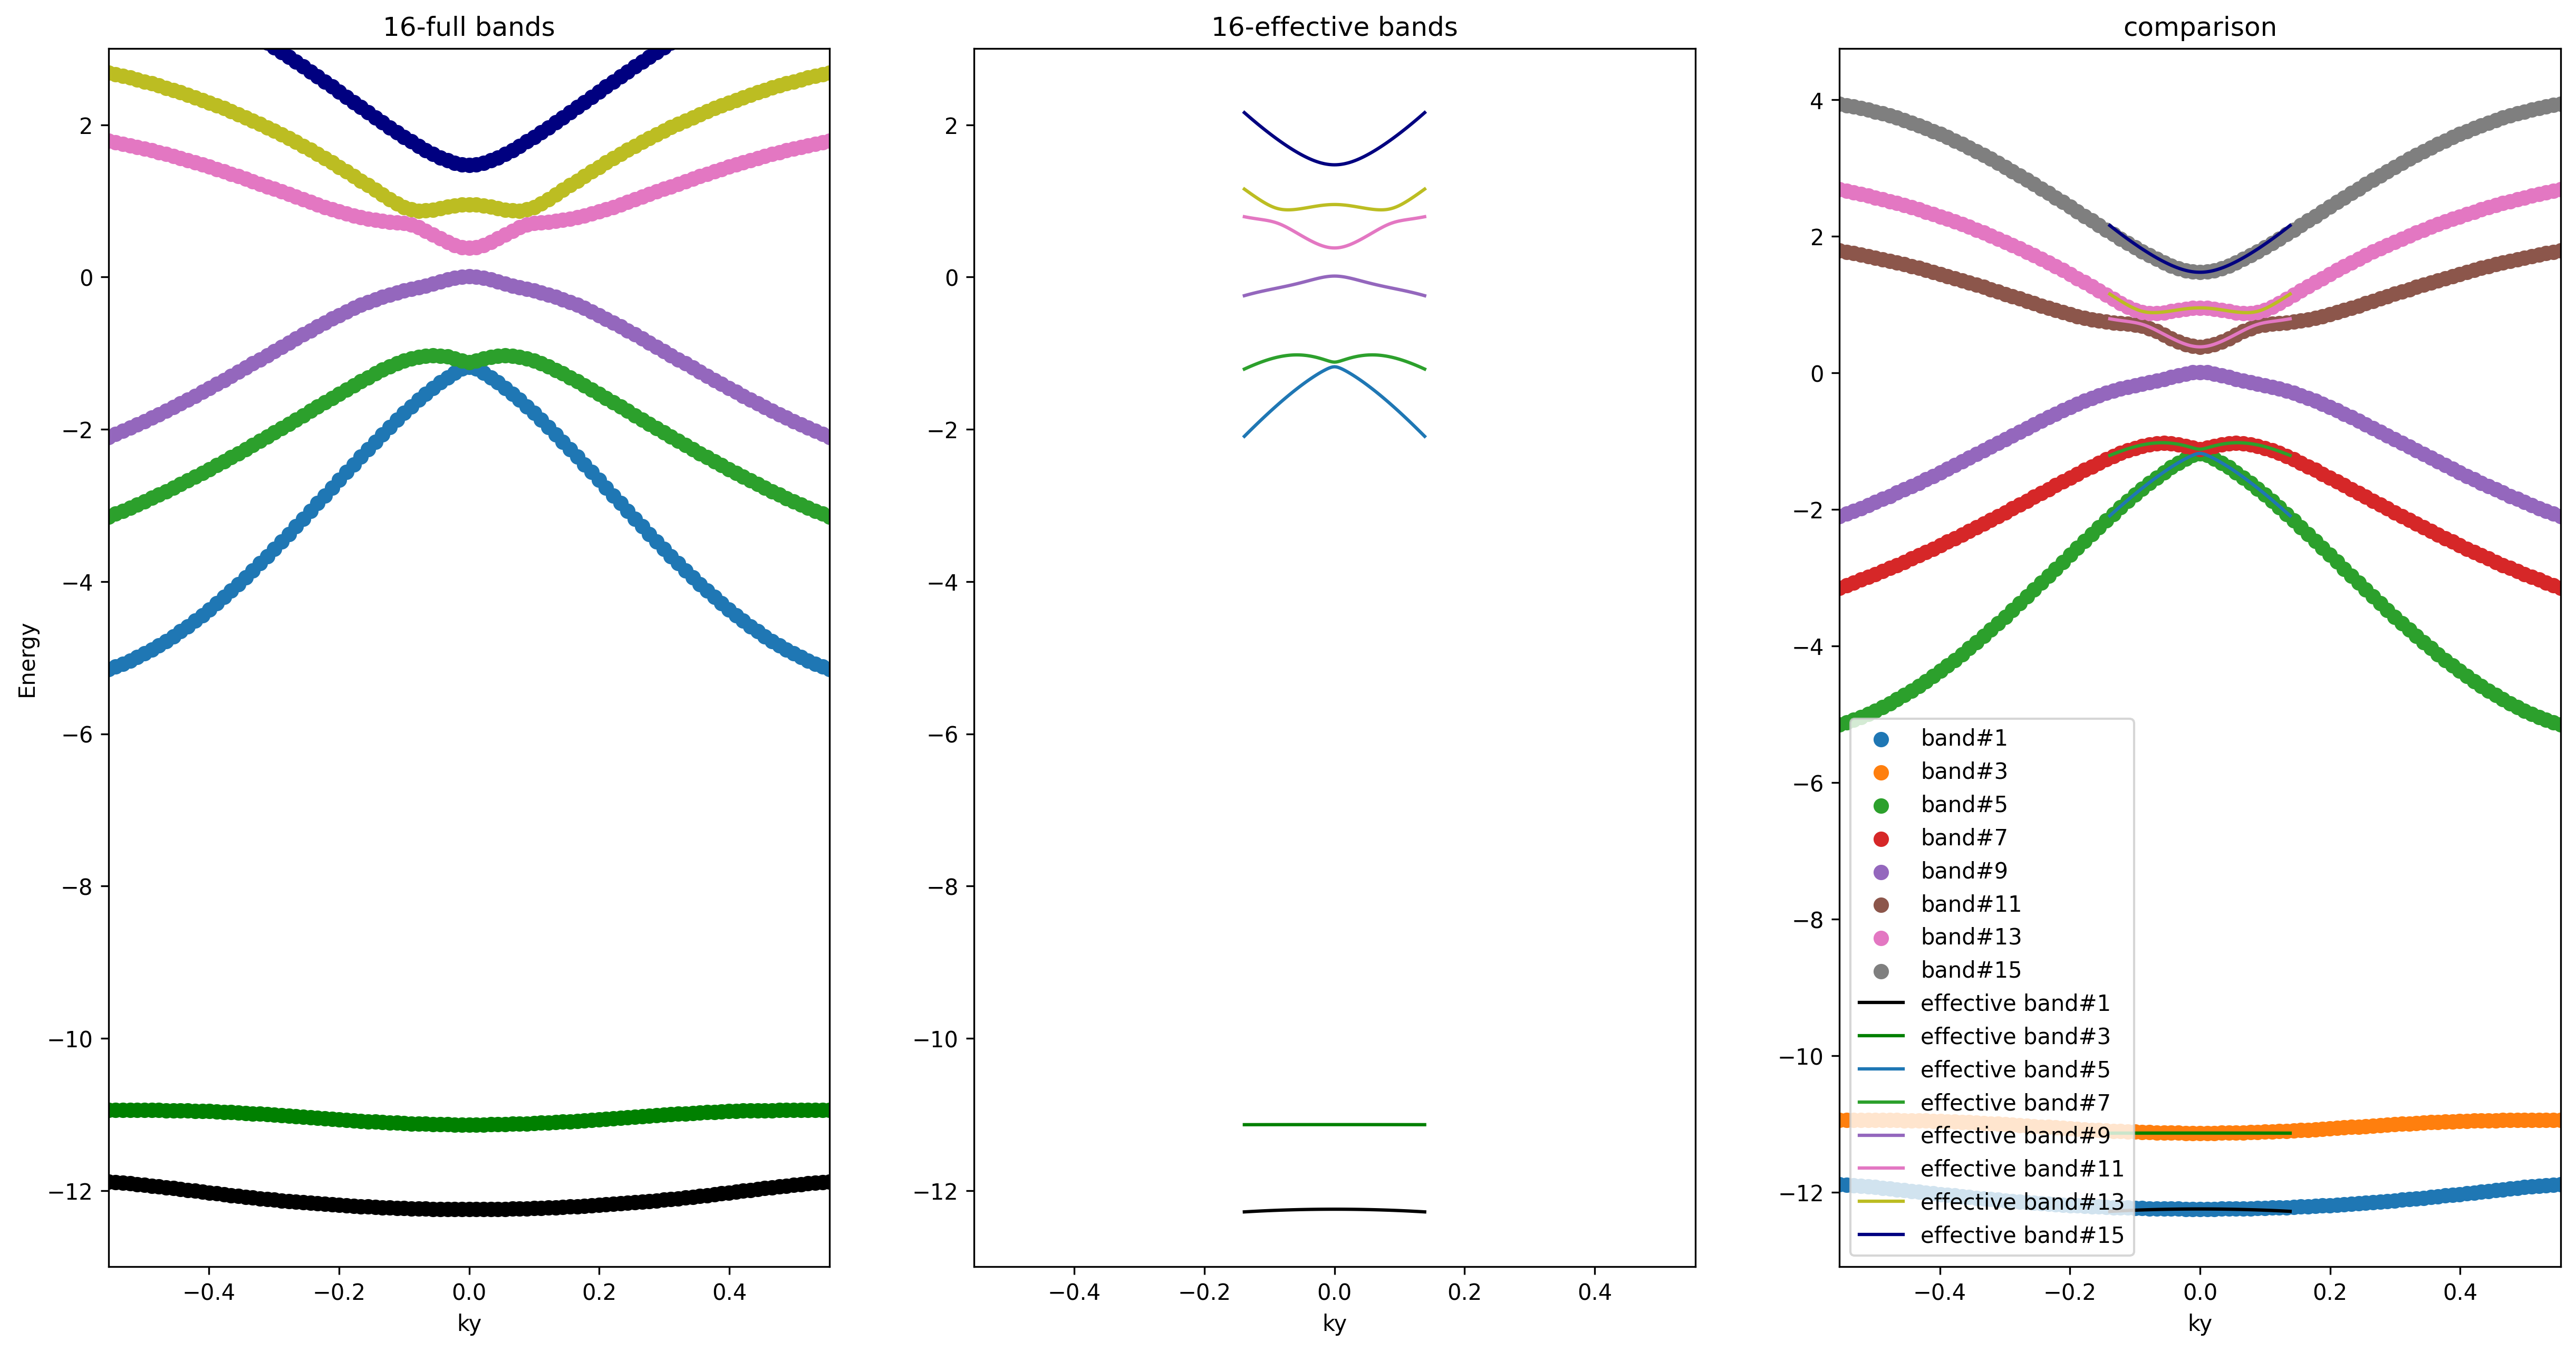 16-full bands
16-effective bands
comparison
Energy
2
0
−2
−4
−6
−8
−10
−12
−0.4
−0.2
0.0
0.2
0.4
ky
2
0
−2
−4
−6
−8
−10
−12
−0.4
−0.2
0.0
0.2
0.4
ky
4
2
0
−2
−4
−6
−8
−10
−12
band#1
band#3
band#5
band#7
band#9
band#11
band#13
band#15
effective band#1
effective band#3
effective band#5
effective band#7
effective band#9
effective band#11
effective band#13
effective band#15
−0.4
−0.2
0.0
0.2
0.4
ky